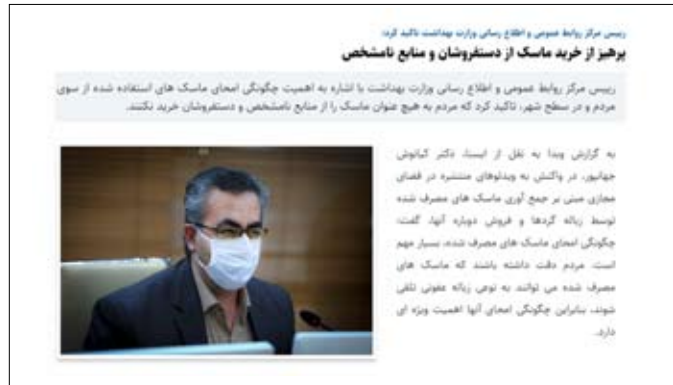 رییس مرکز روابط عمومی و اطلاع رسانی وزارت بهداشت تاکید کرد:
پرهیز از خرید ماسک از دستفروشان و منابع نامشخص
رییس مرکز روابط عمومی و اطلاع رسانی وزارت بهداشت با اشاره به اهمیت چگونگی امحای ماسک های استفاده شده از سوی
مردم و در سطح شهر، تاکید کرد که مردم به هیچ عنوان ماسک را از منابع نامشخص و دستفروشان خرید نکنند.
به گزارش وبدا به نقل از ایسنا، دکتر کیانوش
جهانپور، در واکنش به ویدئوهای منتشره در فضای
مجازی مبنی بر جمع آوری ماسک های مصرف شده
توسط زباله گردها و فروش دوباره آنها، گفت:
چگونگی امحای ماسک های مصرف شده، بسیار مهم
است. مردم دقت داشته باشند که ماسک های
مصرف شده می توانند به نوعی زباله عفونی تلقی
شوند، بنابراین چگونگی امحای آنها اهمیت ویژه ای
دارد.